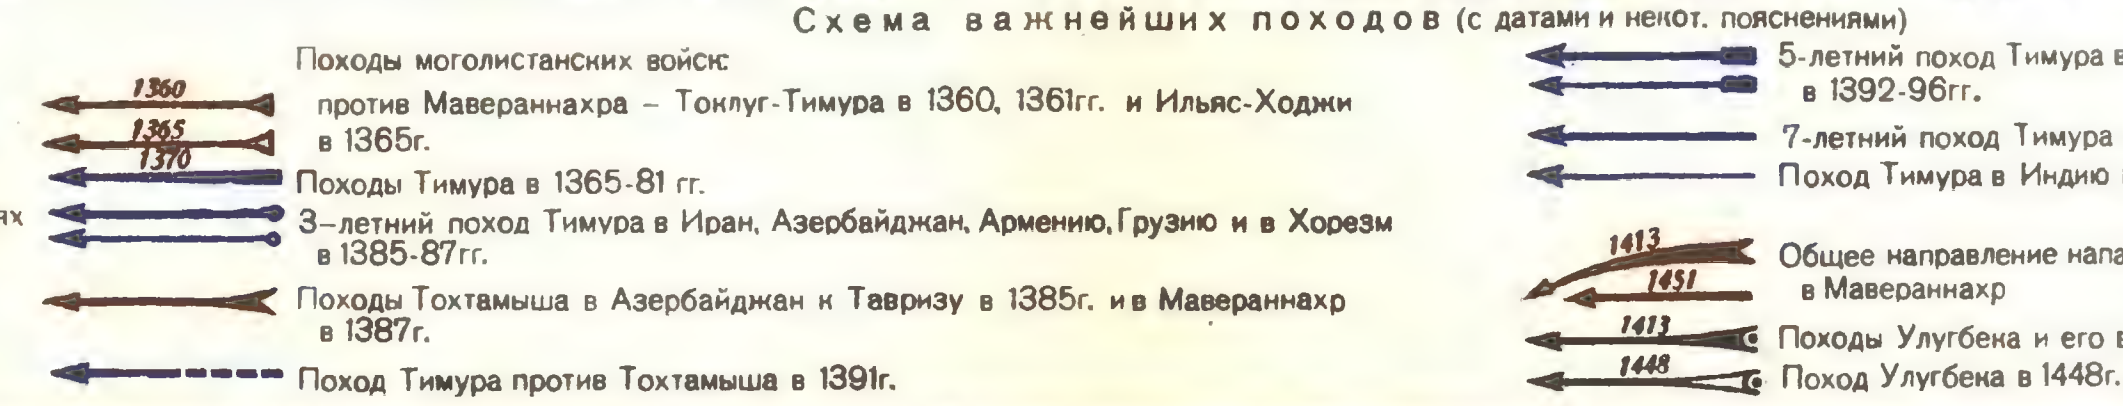 Схема важнейших походов (с датами и некот. пояснениями)
Походы моголистанских войск:
1360
против Мавераннахра – Токлуг-Тимура в 1360, 1361гг. и Ильяс-Ходжи
1365
в 1365г.
1370
Походы Тимура в 1365-81 гг.
ях
3-летний поход Тимура в Иран, Азербайджан, Армению, Грузию и в Хорезм
в 1385-87гг.
Походы Тохтамыша в Азербайджан к Тавризу в 1385г. и в Мавераннахр
в 1387г.
Поход Тимура против Тохтамыша в 1391г.
5-летний поход Тимура в
в 1392-96гг.
7-летний поход Тимура
Поход Тимура в Индию
1413
Общее направление напа
1451
в Мавераннахр
1413
Походы Улугбека и его в
1448
Поход Улугбека в 1448г.